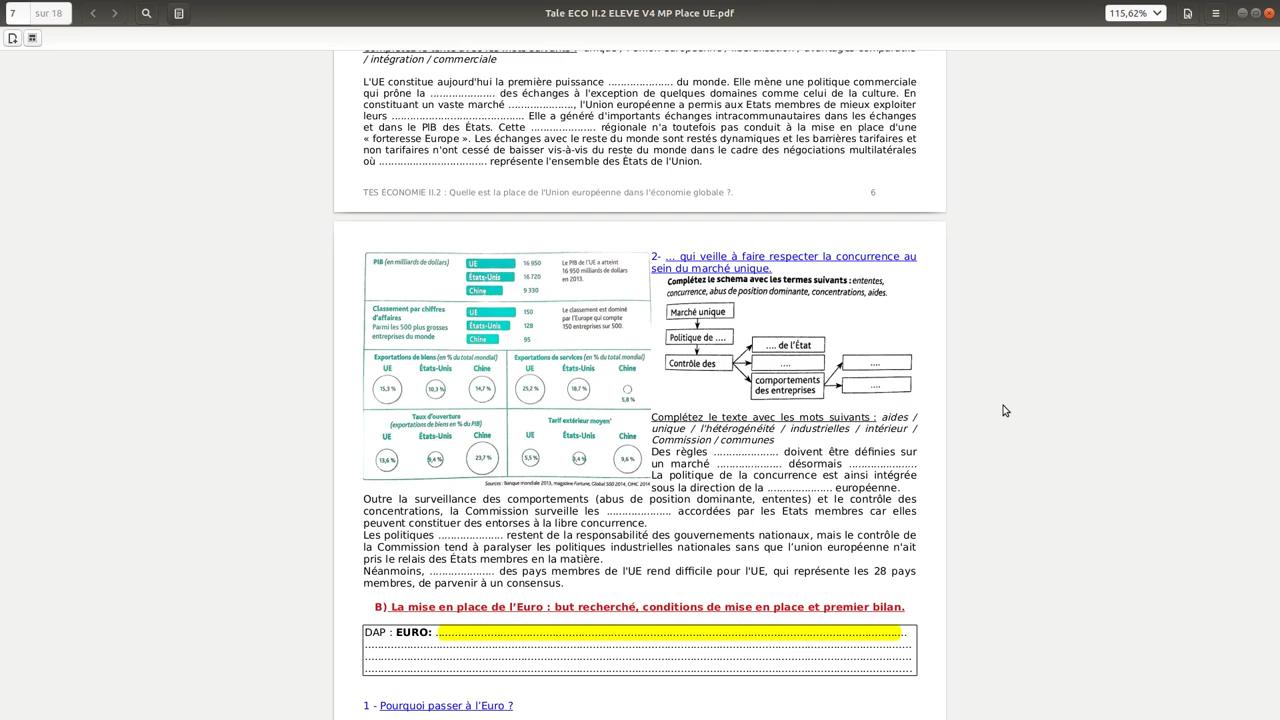 7
sur 18
Tale ECO II.2 ELEVE V4 MP Place UE.pdf
115,62%
/ intégration / commerciale
L'UE constitue aujourd'hui la première puissance ..................... du monde. Elle mène une politique commerciale
qui prône la ..................... des échanges à l'exception de quelques domaines comme celui de la culture. En
constituant un vaste marché ....................., l'Union européenne a permis aux Etats membres de mieux exploiter
leurs .......................................... Elle a généré d'importants échanges intracommunautaires dans les échanges
et dans le PIB des États. Cette ..................... régionale n'a toutefois pas conduit à la mise en place d'une
« forteresse Europe ». Les échanges avec le reste du monde sont restés dynamiques et les barrières tarifaires et
non tarifaires n'ont cessé de baisser vis-à-vis du reste du monde dans le cadre des négociations multilatérales
où ................................... représente l'ensemble des États de l'Union.
TES ÉCONOMIE II.2 : Quelle est la place de l'Union européenne dans l'économie globale ?.
6
PIB (en milliards de dollars)
UE 16 950
États-Unis 16 720
Chine 9 330
Le PIB de l'UE a atteint
16 950 milliards de dollars
en 2013.
Classement par chiffres
d'affaires
Parmi les 500 plus grosses
entreprises du monde
UE 150
États-Unis 128
Chine 95
Le classement est dominé
par l'Europe qui compte
150 entreprises sur 500.
Exportations de biens (en % du total mondial)
UE États-Unis Chine
15,3 % 10,3 % 14,7 %
Exportations de services (en % du total mondial)
UE États-Unis Chine
25,2 % 18,7 %
5,8 %
Taux d'ouverture
(exportations de biens en % du PIB)
UE États-Unis Chine
13,6 % 9,4 % 23,7 %
Tarif extérieur moyen
UE États-Unis Chine
5,5 % 3,4 % 9,6 %
Sources : Banque mondiale 2013, magazine Fortune, Global 500 2014, OMC 2014
2- ... qui veille à faire respecter la concurrence au
sein du marché unique.
Complétez le schéma avec les termes suivants : ententes,
concurrence, abus de position dominante, concentrations, aides.
Marché unique
Politique de ....
Contrôle des
.... de l'État
....
comportements
des entreprises
....
....
Complétez le texte avec les mots suivants : aides /
unique / l'hétérogénéité / industrielles / intérieur /
Commission / communes
Des règles ..................... doivent être définies sur
un marché ..................... désormais .....................
La politique de la concurrence est ainsi intégrée
sous la direction de la ..................... européenne.
Outre la surveillance des comportements (abus de position dominante, ententes) et le contrôle des
concentrations, la Commission surveille les ..................... accordées par les Etats membres car elles
peuvent constituer des entorses à la libre concurrence.
Les politiques ..................... restent de la responsabilité des gouvernements nationaux, mais le contrôle de
la Commission tend à paralyser les politiques industrielles nationales sans que l'union européenne n'ait
pris le relais des États membres en la matière.
Néanmoins, ..................... des pays membres de l'UE rend difficile pour l'UE, qui représente les 28 pays
membres, de parvenir à un consensus.
B) La mise en place de l'Euro : but recherché, conditions de mise en place et premier bilan.
DAP : EURO: ................................................................................
................................................................................
................................................................................
................................................................................
1 - Pourquoi passer à l'Euro ?